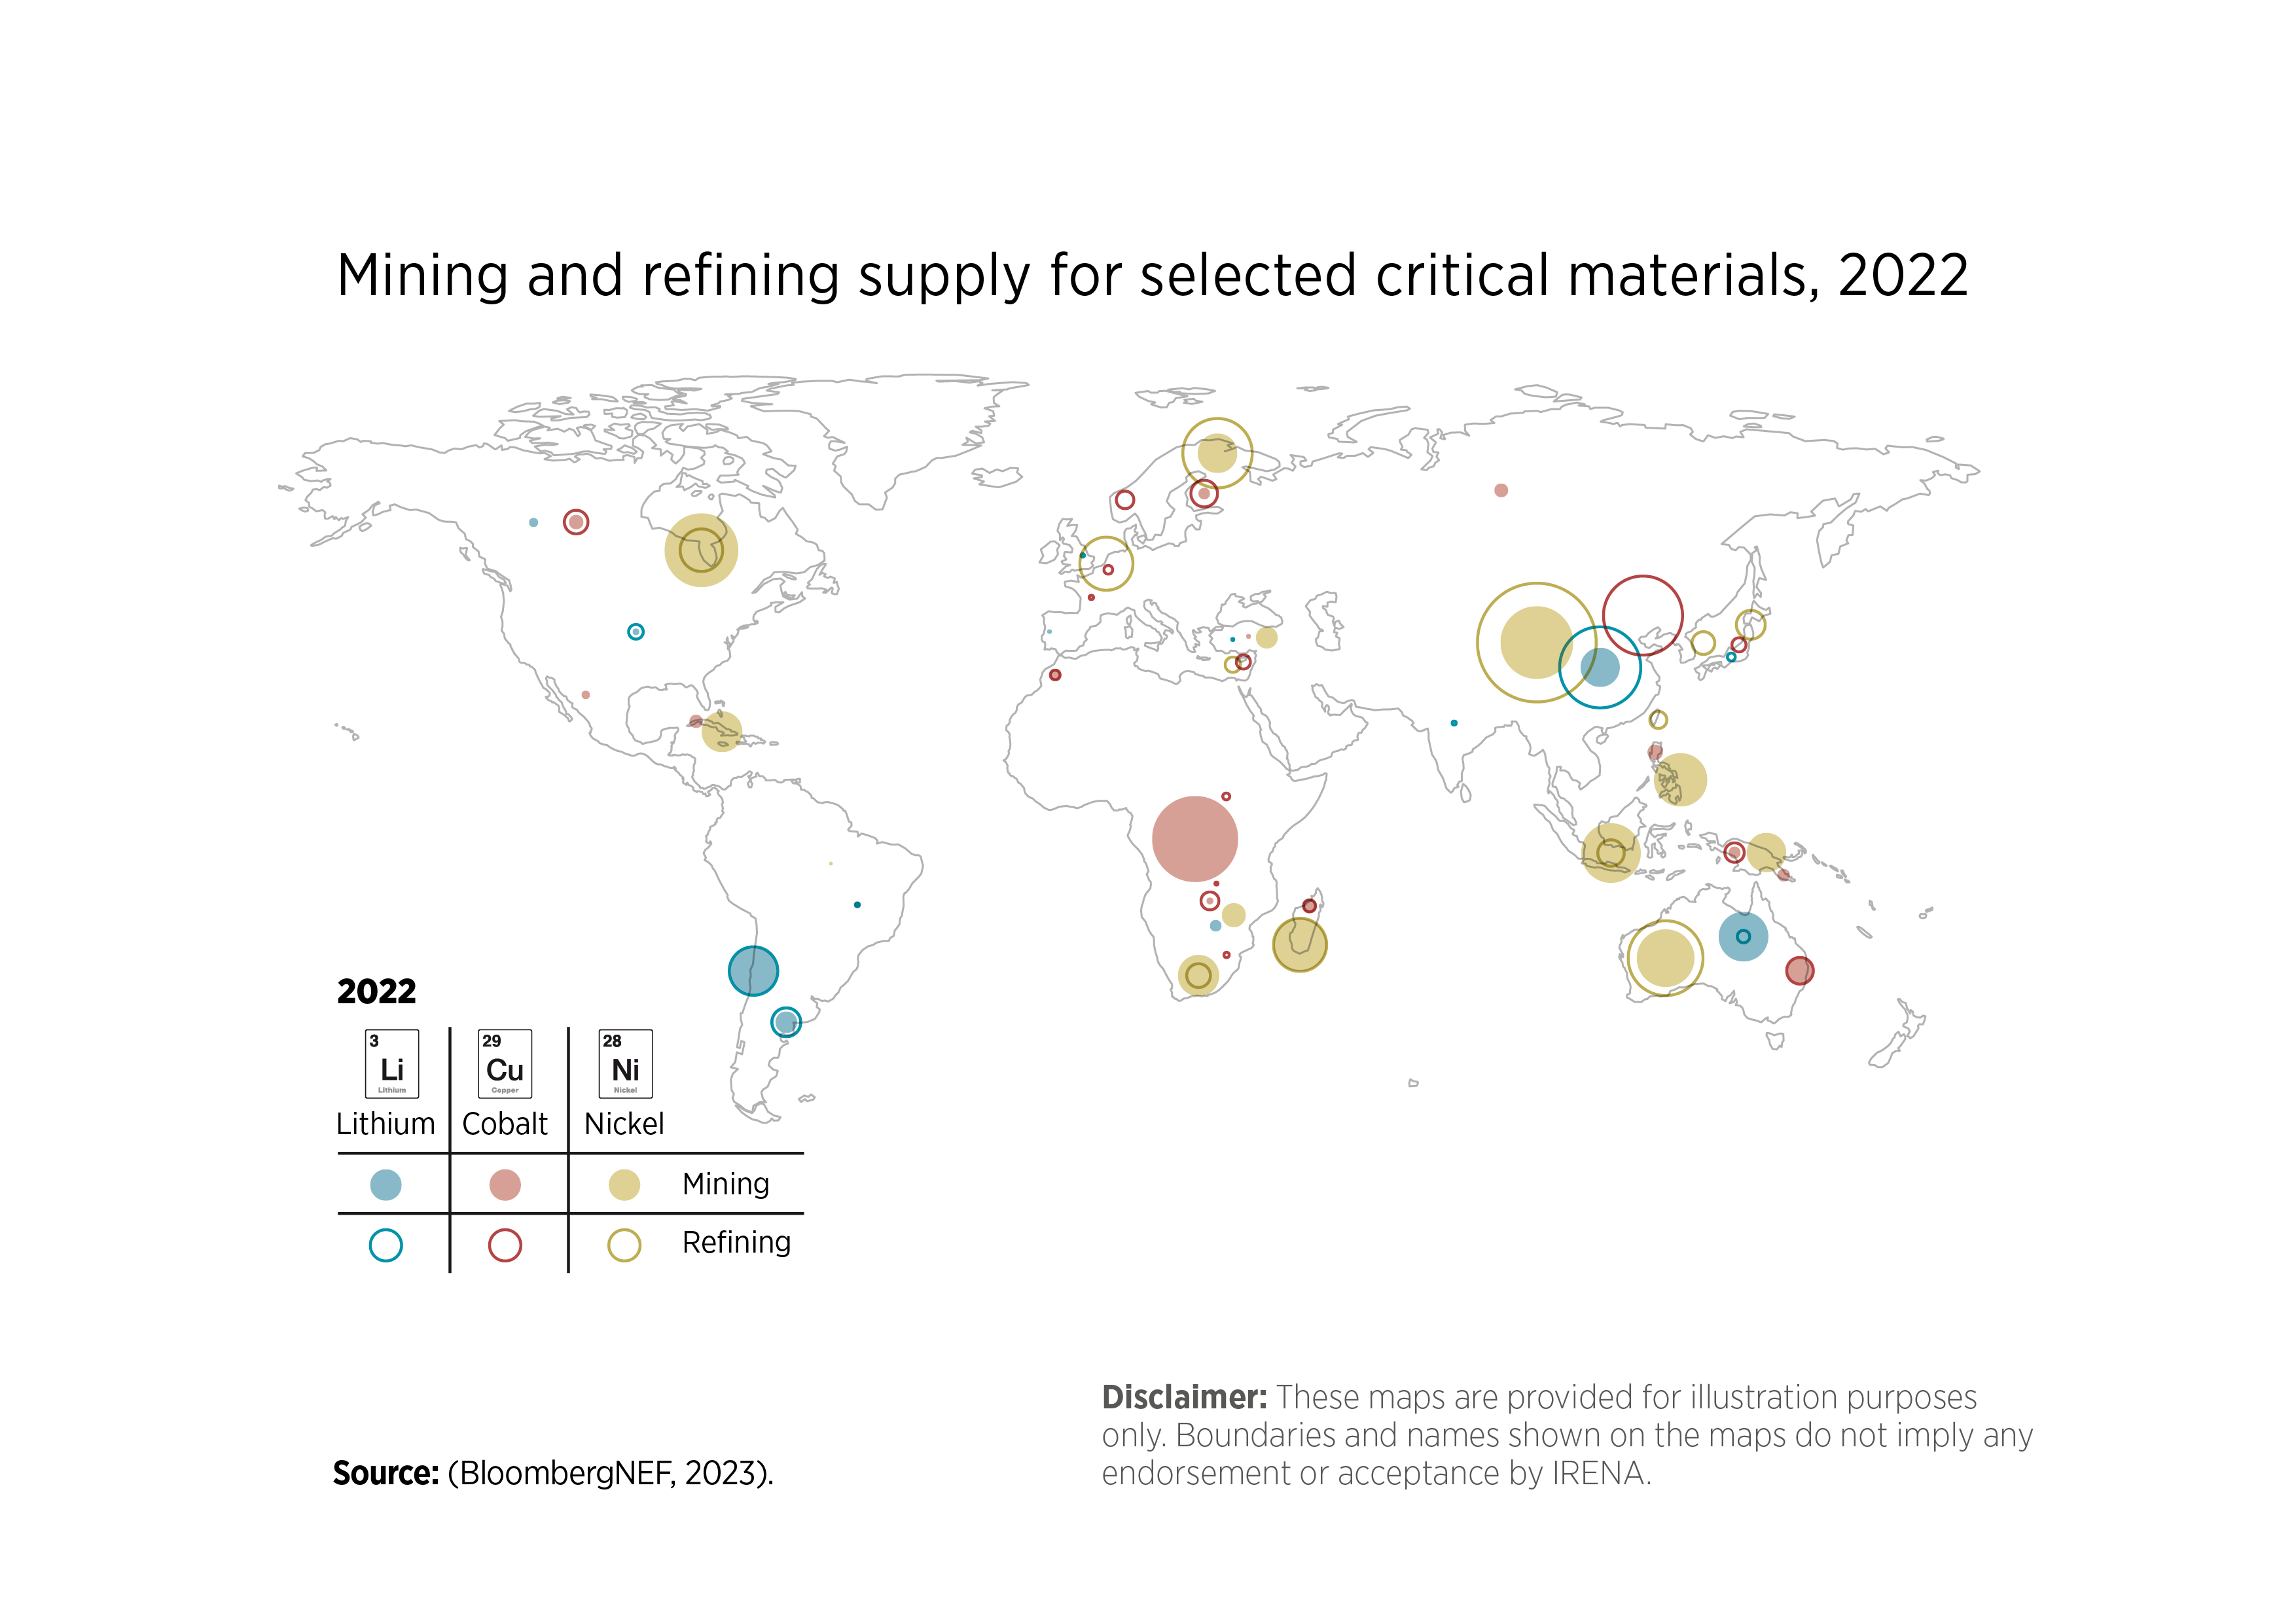 Mining and refining supply for selected critical materials, 2022
2022
3
Li
Lithium
29
Cu
Copper
28
Ni
Nickel
Lithium
Cobalt
Nickel
Mining
Refining
Disclaimer: These maps are provided for illustration purposes
only. Boundaries and names shown on the maps do not imply any
endorsement or acceptance by IRENA.
Source: (BloombergNEF, 2023).